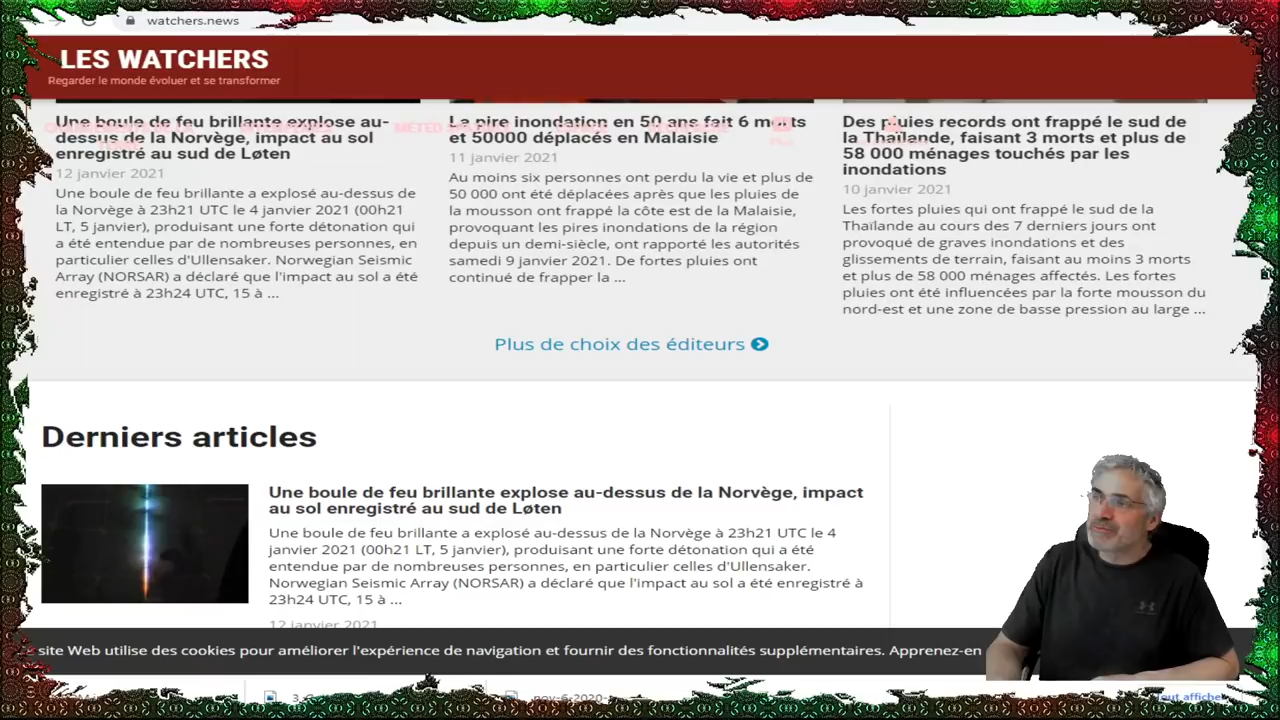 watchers.news
LES WATCHERS
Regarder le monde évoluer et se transformer
Une boule de feu brillante explose au-
dessus de la Norvège, impact au sol
enregistré au sud de Løten
12 janvier 2021
Une boule de feu brillante a explosé au-dessus de
la Norvège à 23h21 UTC le 4 janvier 2021 (00h21
LT, 5 janvier), produisant une forte détonation qui
a été entendue par de nombreuses personnes, en
particulier celles d'Ullensaker. Norwegian Seismic
Array (NORSAR) a déclaré que l'impact au sol a été
enregistré à 23h24 UTC, 15 à ...
La pire inondation en 50 ans fait 6 morts
et 50000 déplacés en Malaisie
11 janvier 2021
Au moins six personnes ont perdu la vie et plus de
50 000 ont été déplacées après que les pluies de
la mousson ont frappé la côte est de la Malaisie,
provoquant les pires inondations de la région
depuis un demi-siècle, ont rapporté les autorités
samedi 9 janvier 2021. De fortes pluies ont
continué de frapper la ...
Des pluies records ont frappé le sud de
la Thaïlande, faisant 3 morts et plus de
58 000 ménages touchés par les
inondations
10 janvier 2021
Les fortes pluies qui ont frappé le sud de la
Thaïlande au cours des 7 derniers jours ont
provoqué de graves inondations et des
glissements de terrain, faisant au moins 3 morts
et plus de 58 000 ménages affectés. Les fortes
pluies ont été influencées par la forte mousson du
nord-est et une zone de basse pression au large ...
Plus de choix des éditeurs
Derniers articles
Une boule de feu brillante explose au-dessus de la Norvège, impact
au sol enregistré au sud de Løten
Une boule de feu brillante a explosé au-dessus de la Norvège à 23h21 UTC le 4
janvier 2021 (00h21 LT, 5 janvier), produisant une forte détonation qui a été
entendue par de nombreuses personnes, en particulier celles d'Ullensaker.
Norwegian Seismic Array (NORSAR) a déclaré que l'impact au sol a été enregistré à
23h24 UTC, 15 à ...
12 janvier 2021
site Web utilise des cookies pour améliorer l'expérience de navigation et fournir des fonctionnalités supplémentaires. Apprenez-en
nov-6-2020-
out affiche